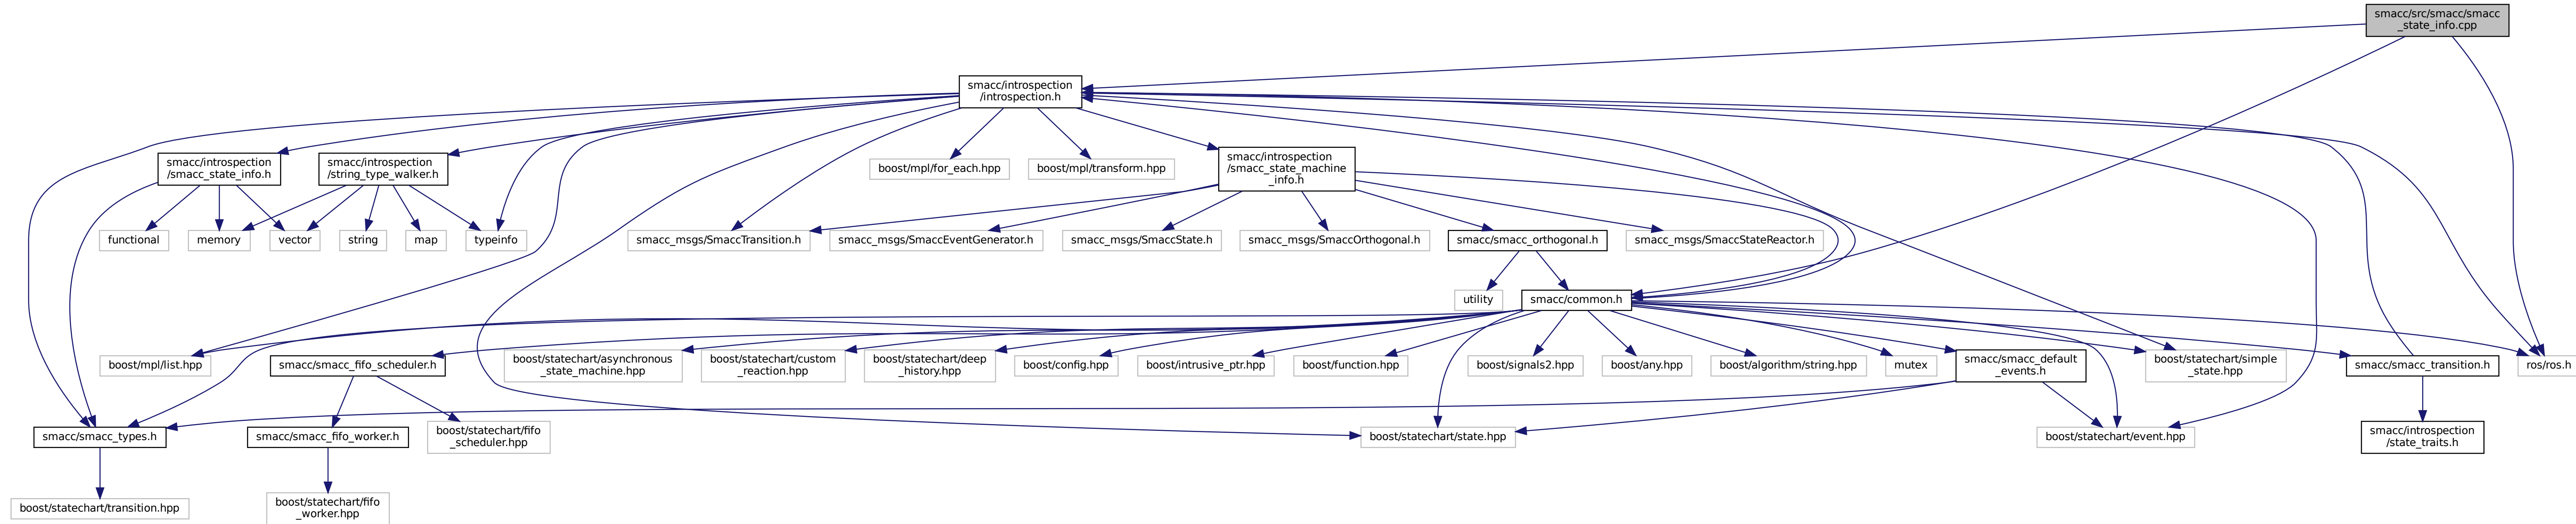 smacc/src/smacc/smacc
_state_info.cpp
smacc/introspection
/introspection.h
smacc/introspection
/smacc_state_info.h
smacc/introspection
/string_type_walker.h
boost/mpl/for_each.hpp
boost/mpl/transform.hpp
smacc/introspection
/smacc_state_machine
_info.h
functional
memory
vector
string
map
typeinfo
smacc_msgs/SmaccTransition.h
smacc_msgs/SmaccEventGenerator.h
smacc_msgs/SmaccState.h
smacc_msgs/SmaccOrthogonal.h
smacc/smacc_orthogonal.h
smacc_msgs/SmaccStateReactor.h
utility
smacc/common.h
boost/mpl/list.hpp
smacc/smacc_fifo_scheduler.h
boost/statechart/asynchronous
_state_machine.hpp
boost/statechart/custom
_reaction.hpp
boost/statechart/deep
_history.hpp
boost/config.hpp
boost/intrusive_ptr.hpp
boost/function.hpp
boost/signals2.hpp
boost/any.hpp
boost/algorithm/string.hpp
mutex
smacc/smacc_default
_events.h
boost/statechart/simple
_state.hpp
smacc/smacc_transition.h
ros/ros.h
smacc/smacc_types.h
smacc/smacc_fifo_worker.h
boost/statechart/fifo
_scheduler.hpp
boost/statechart/state.hpp
boost/statechart/event.hpp
smacc/introspection
/state_traits.h
boost/statechart/transition.hpp
boost/statechart/fifo
_worker.hpp